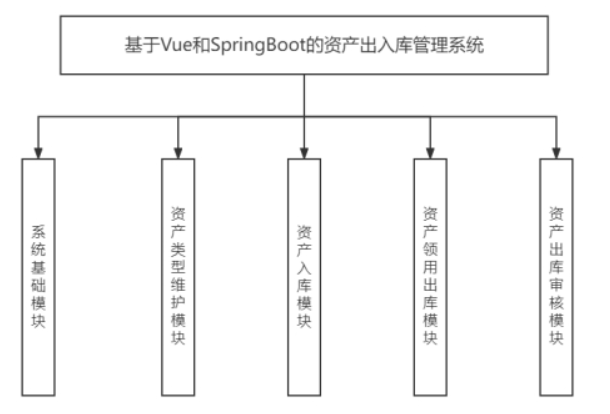 基于Vue和SpringBoot的资产出入库管理系统
系统基础模块
资产类型维护模块
资产入库模块
资产领用出库模块
资产出库审核模块